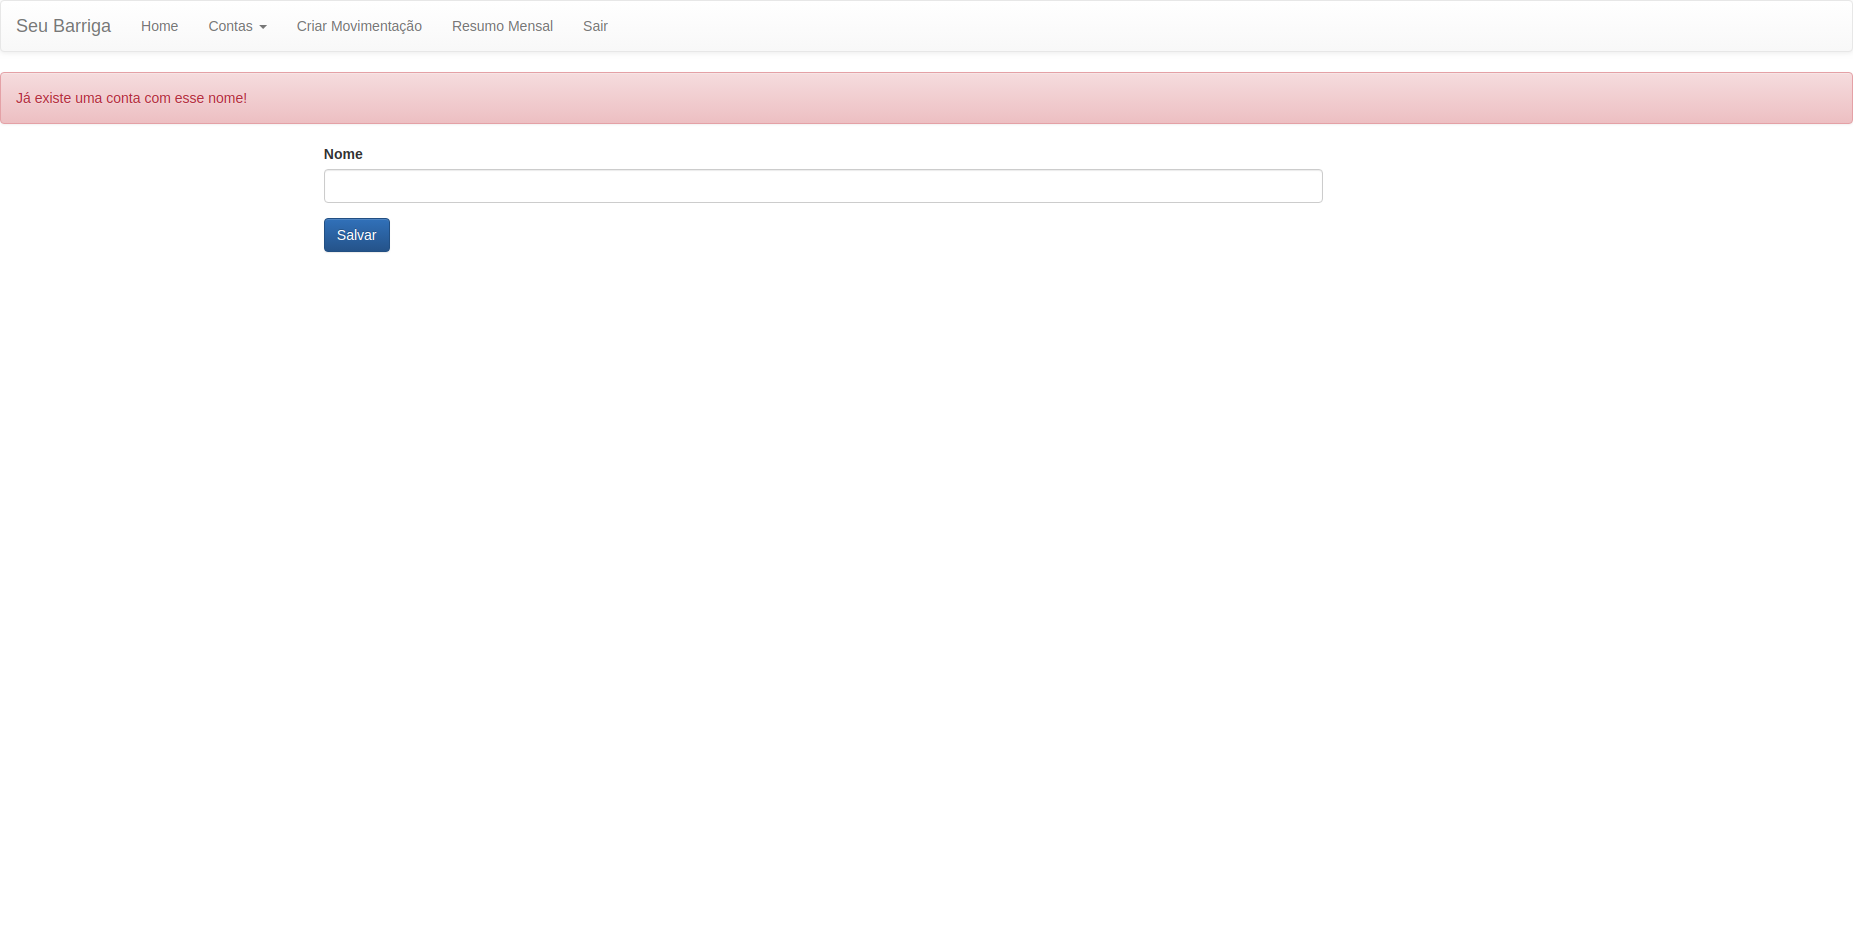 Seu Barriga Home Contas Criar Movimentação Resumo Mensal Sair
Já existe uma conta com esse nome!
Nome
Salvar